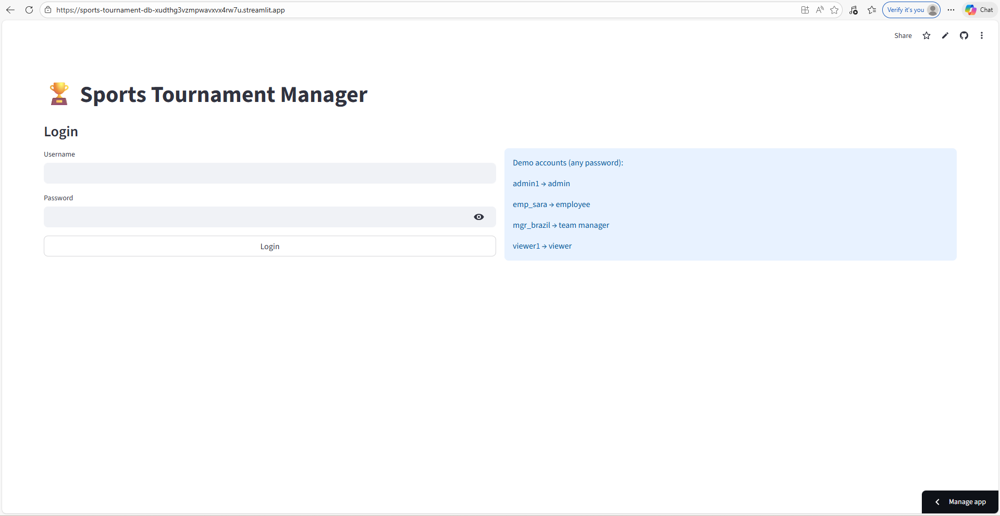 https://sports-tournament-db-xudthg3vzmpwavxvx4rw7u.streamlit.app
Verify it's you
Chat
Share
Sports Tournament Manager
Login
Username
Password
Login
Demo accounts (any password):
admin1 → admin
emp_sara → employee
mgr_brazil → team manager
viewer1 → viewer
Manage app